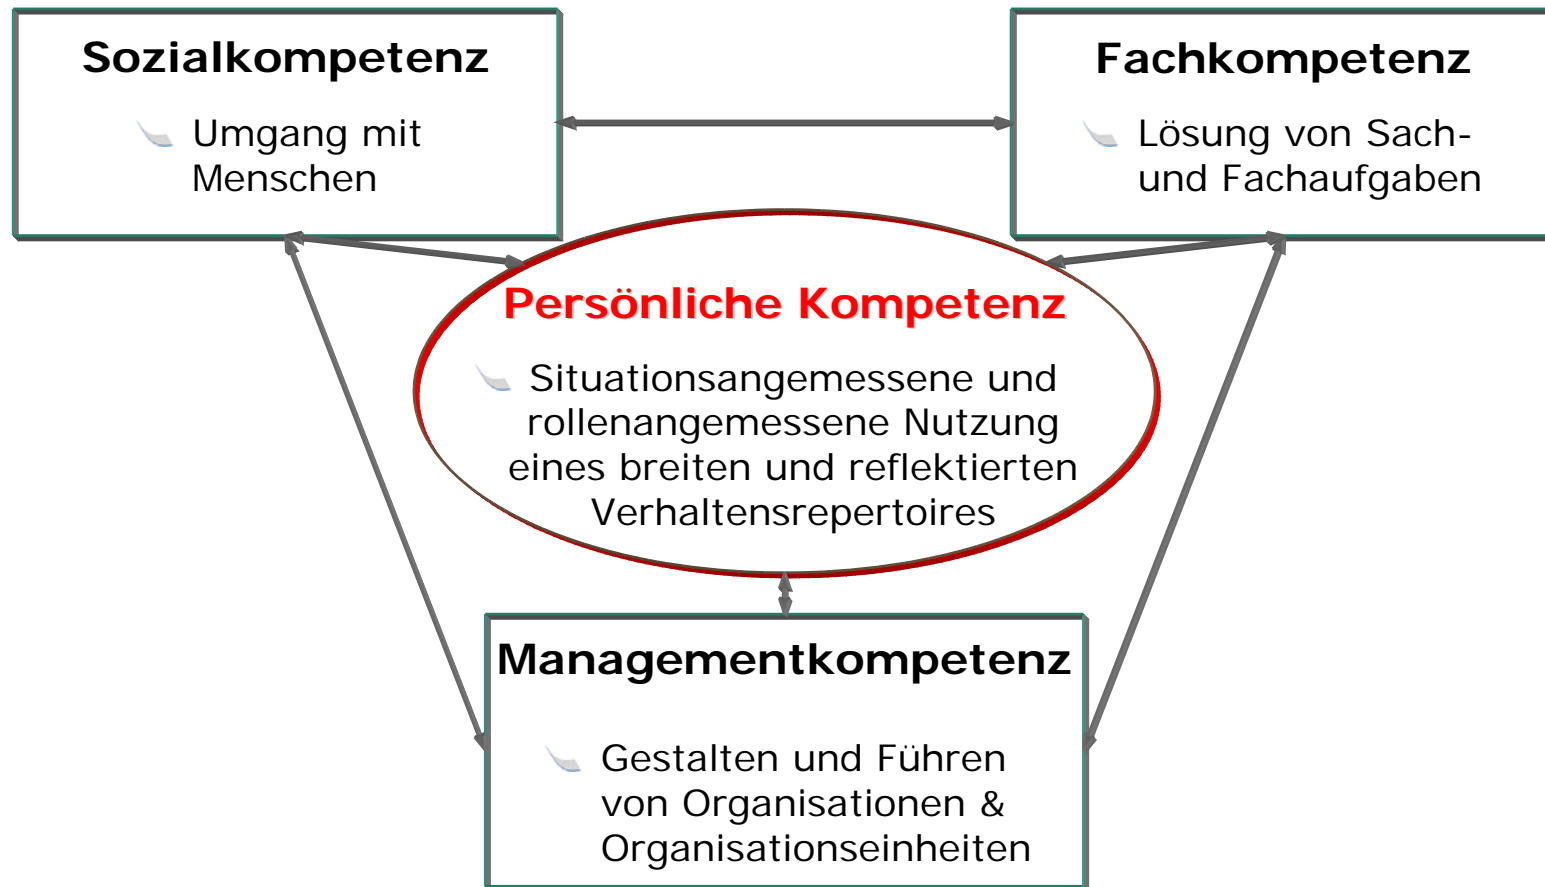 Sozialkompetenz
Umgang mit
Menschen
Fachkompetenz
Lösung von Sach-
und Fachaufgaben
Persönliche Kompetenz
Situationsangemessene und
rollenangemessene Nutzung
eines breiten und reflektierten
Verhaltensrepertoires
Managementkompetenz
Gestalten und Führen
von Organisationen &
Organisationseinheiten